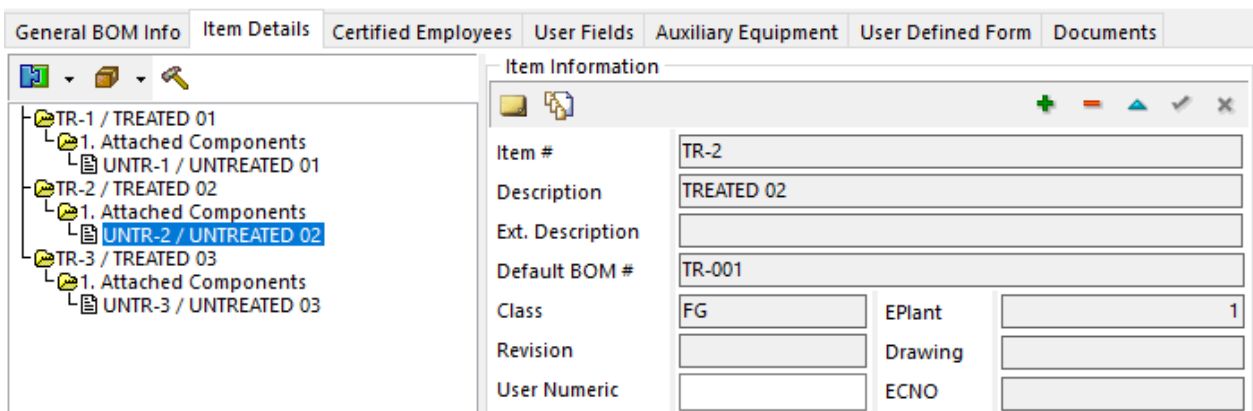 General BOM Info Item Details Certified Employees User Fields Auxiliary Equipment User Defined Form Documents
TR-1 / TREATED 01
1. Attached Components
UNTR-1 / UNTREATED 01
TR-2 / TREATED 02
1. Attached Components
UNTR-2 / UNTREATED 02
TR-3 / TREATED 03
1. Attached Components
UNTR-3 / UNTREATED 03
Item Information
Item # TR-2
Description TREATED 02
Ext. Description
Default BOM # TR-001
Class FG EPlant 1
Revision Drawing
User Numeric ECNO